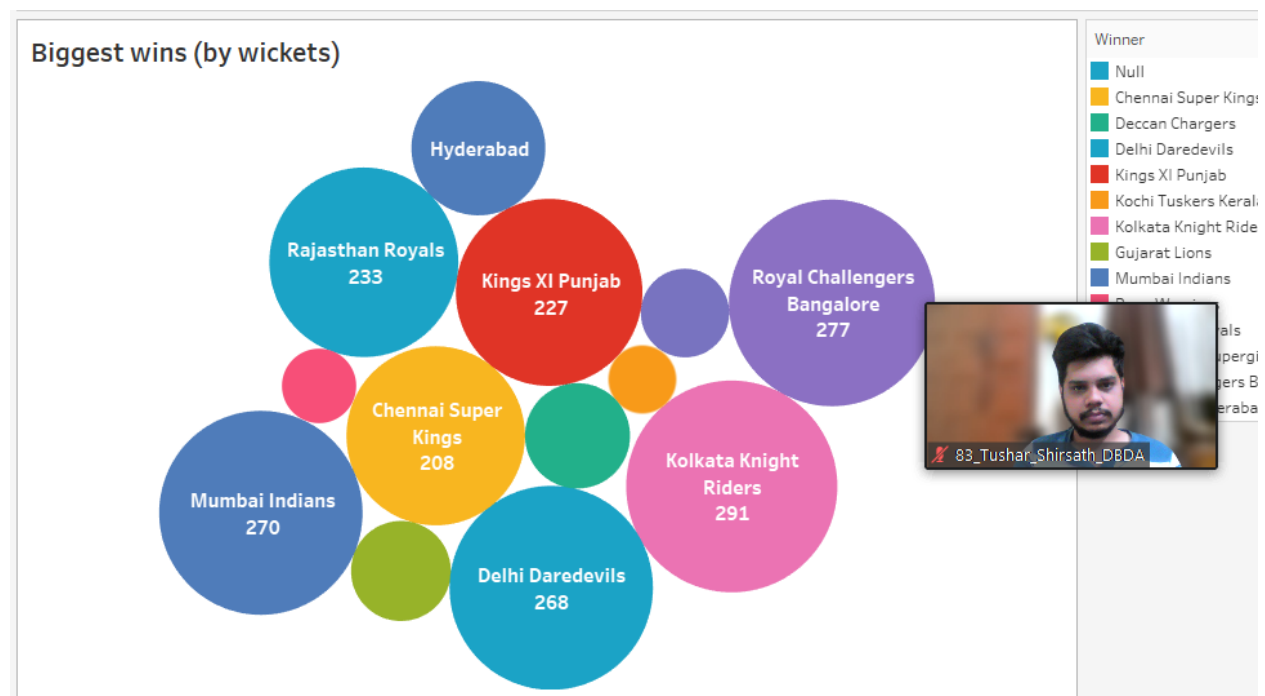 Biggest wins (by wickets)
Hyderabad
Rajasthan Royals
233
Kings XI Punjab
227
Royal Challengers
Bangalore
277
Chennai Super
Kings
208
Mumbai Indians
270
Kolkata Knight
Riders
291
Delhi Daredevils
268
Winner
Null
Chennai Super Kings
Deccan Chargers
Delhi Daredevils
Kings XI Punjab
Kochi Tuskers
Kolkata Knight Ride
Gujarat Lions
Mumbai Indians
83_Tushar_Shirsath_DBDA